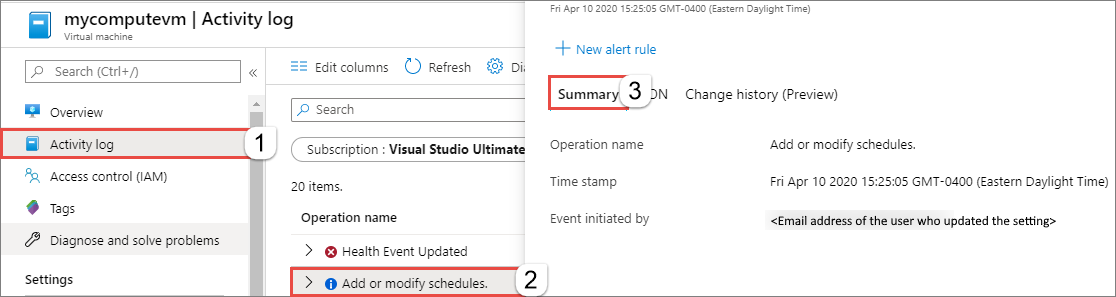 mycomputevm | Activity log
Virtual machine
Search (Ctrl+/)
«
Overview
Activity log
1
Access control (IAM)
Tags
Diagnose and solve problems
Settings
Edit columns
Refresh
Search
Subscription : Visual Studio Ultimate
20 items.
Operation name
Health Event Updated
Add or modify schedules.
2
Fri Apr 10 2020 15:25:05 GMT-0400 (Eastern Daylight Time)
New alert rule
Summary
3
Change history (Preview)
Operation name Add or modify schedules.
Time stamp Fri Apr 10 2020 15:25:05 GMT-0400 (Eastern Daylight Time)
Event initiated by <Email address of the user who updated the setting>